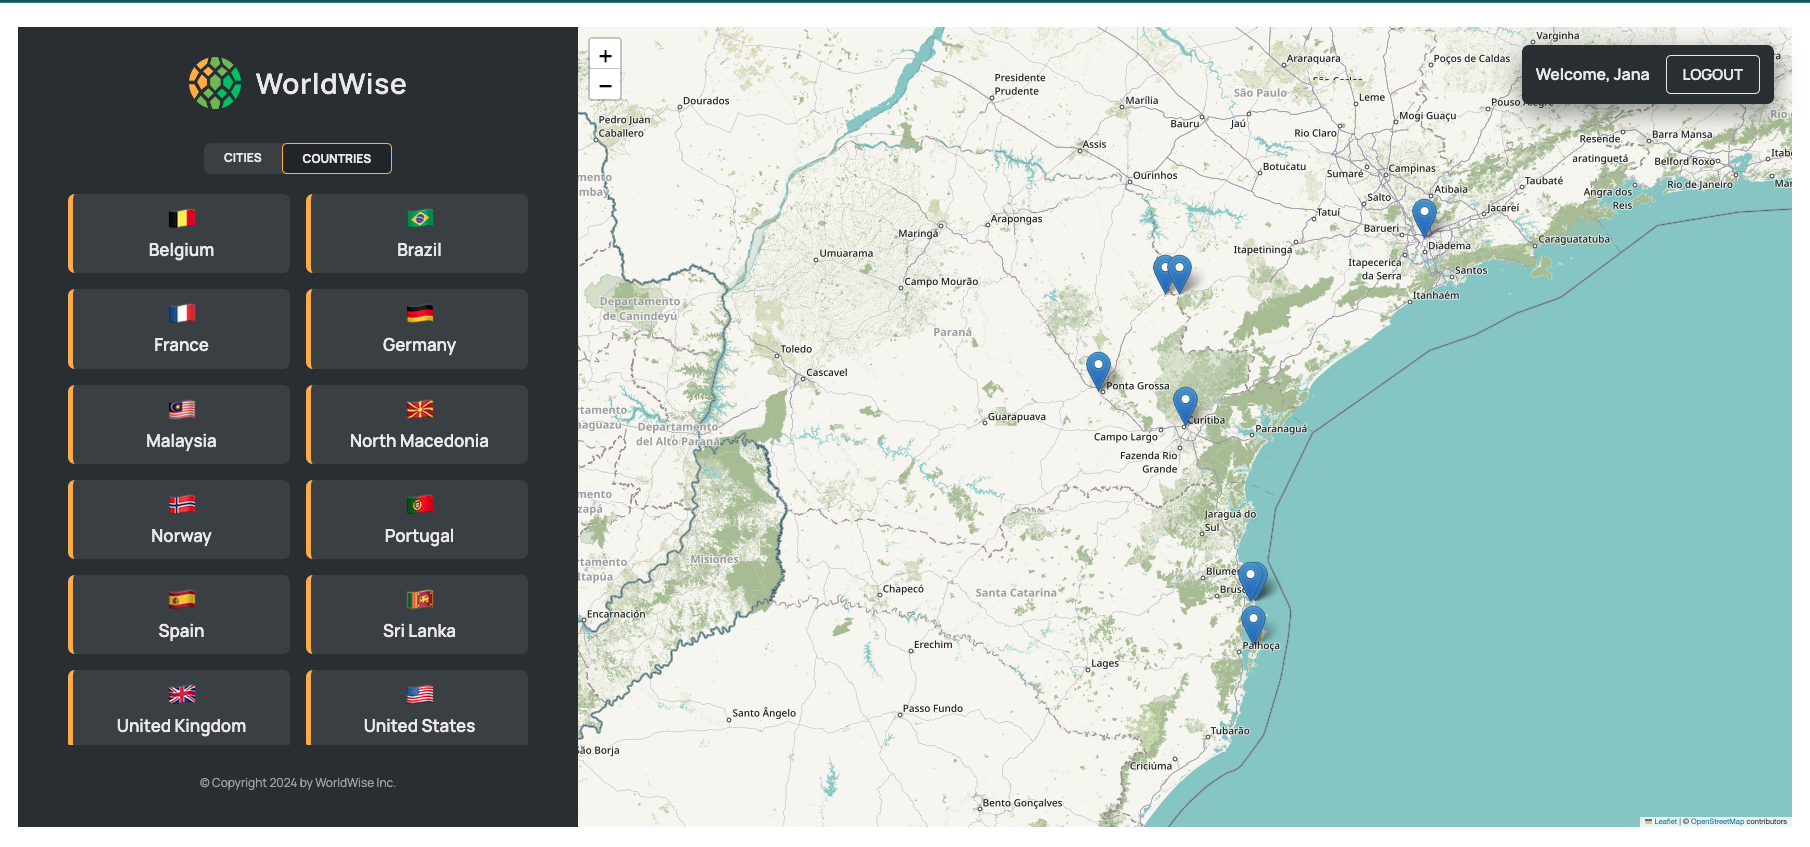 WorldWise
CITIES
COUNTRIES
Belgium
Brazil
France
Germany
Malaysia
North Macedonia
Norway
Portugal
Spain
Sri Lanka
United Kingdom
United States
© Copyright 2024 by WorldWise Inc.
+
−
Welcome, Jana
LOGOUT
Varginha
Araraquara
Poços de Caldas
Presidente
Prudente
Dourados
Marília
São Paulo
Leme
Pouso Alegre
Pedro Juan
Caballero
Bauru
Jaú
Mogi Guaçu
Rio Claro
Resende
Barra Mansa
Assis
aratinguetá
Belford Roxo
Botucatu
Campinas
Sumaré
Ourinhos
Taubaté
Rio de Janeiro
Atibaia
Angra dos
Reis
Salto
Jacareí
Tatuí
Arapongas
Maringá
Barueri
Caraguatatuba
Diadema
Itapetininga
Umuarama
Itapecerica
da Serra
Santos
Campo Mourão
Itanhaém
Departamento
de Canindeyú
Paraná
Toledo
Cascavel
Ponta Grossa
Guarapuava
Curitiba
Departamento
del Alto Paraná
Campo Largo
Paranaguá
Fazenda Rio
Grande
Jaraguá do
Sul
Misiones
Blumen
Brusq
Chapecó
Santa Catarina
Encarnación
Erechim
Palhoça
Lages
Santo Ângelo
Passo Fundo
Tubarão
São Borja
Criciúma
Bento Gonçalves
Leaflet | © OpenStreetMap contributors